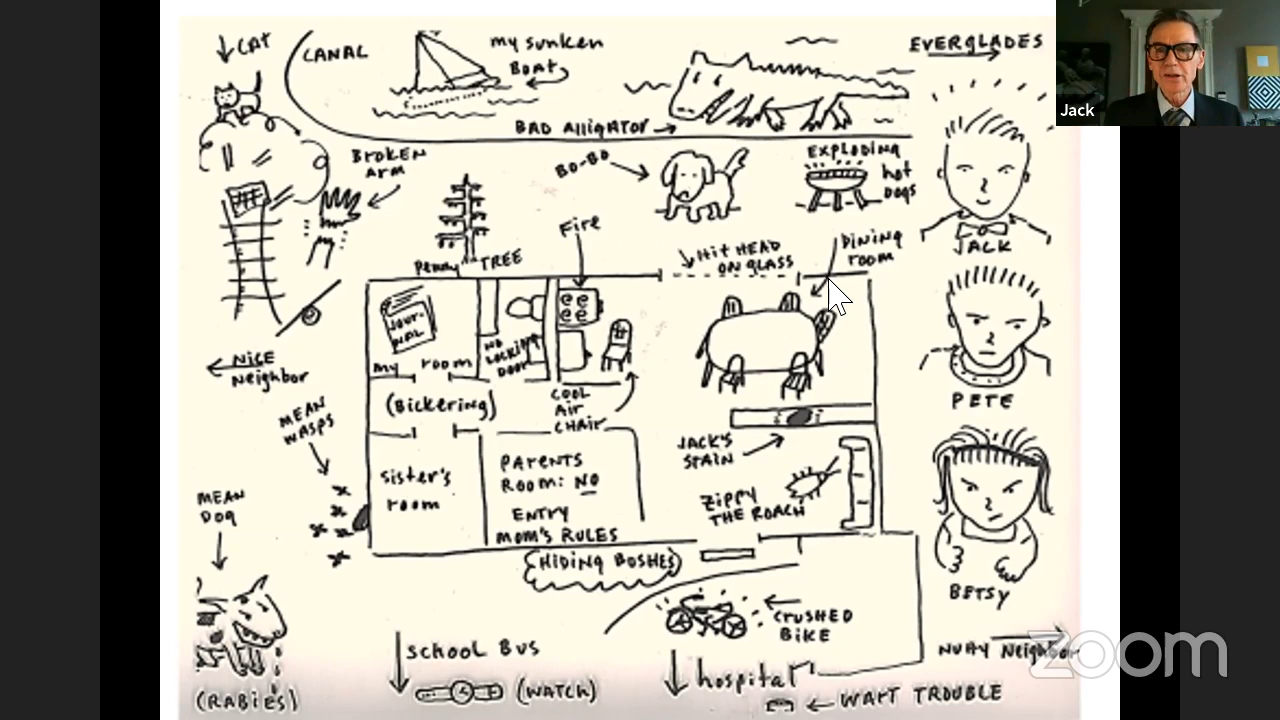 CAT
CANAL
my sunken
BOAT
EVERGLADES
Jack
BAD AlligATOR
BROKEN
ARM
BO-BO
EXPLODING
hot
DOGS
JACK
Fire
Hit HEAD
ON GLASS
DiNiNG
ROOM
TREE
JOUR-
NAL
my room
NO
LOCKING
DOOR
NiCE
Neighbor
(Bickering)
COOL
AIR
CHAIR
PETE
MEAN
WASPS
JACK'S
STAIN
sister's
room
PARENTS
ROOM: NO
ENTRY
MOM'S RULES
ZiPPY
THE ROACH
MEAN
DOG
HIDING BUSHES
BETSY
CRUSHED
BiKE
SCHOOL BUS
(WATCH)
hospital
NUTTY Neighbor
zoom
(RABiES)
WART TROUBLE